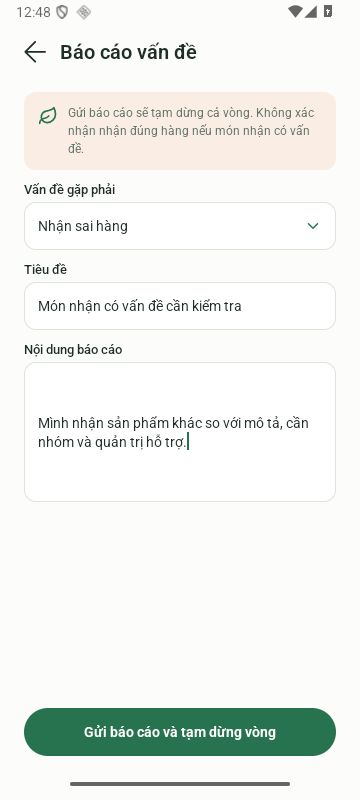 12:48
Báo cáo vấn đề
Gửi báo cáo sẽ tạm dừng cả vòng. Không xác
nhận nhận đúng hàng nếu món nhận có vấn
đề.
Vấn đề gặp phải
Nhận sai hàng
Tiêu đề
Món nhận có vấn đề cần kiểm tra
Nội dung báo cáo
Mình nhận sản phẩm khác so với mô tả, cần
nhóm và quản trị hỗ trợ.
Gửi báo cáo và tạm dừng vòng